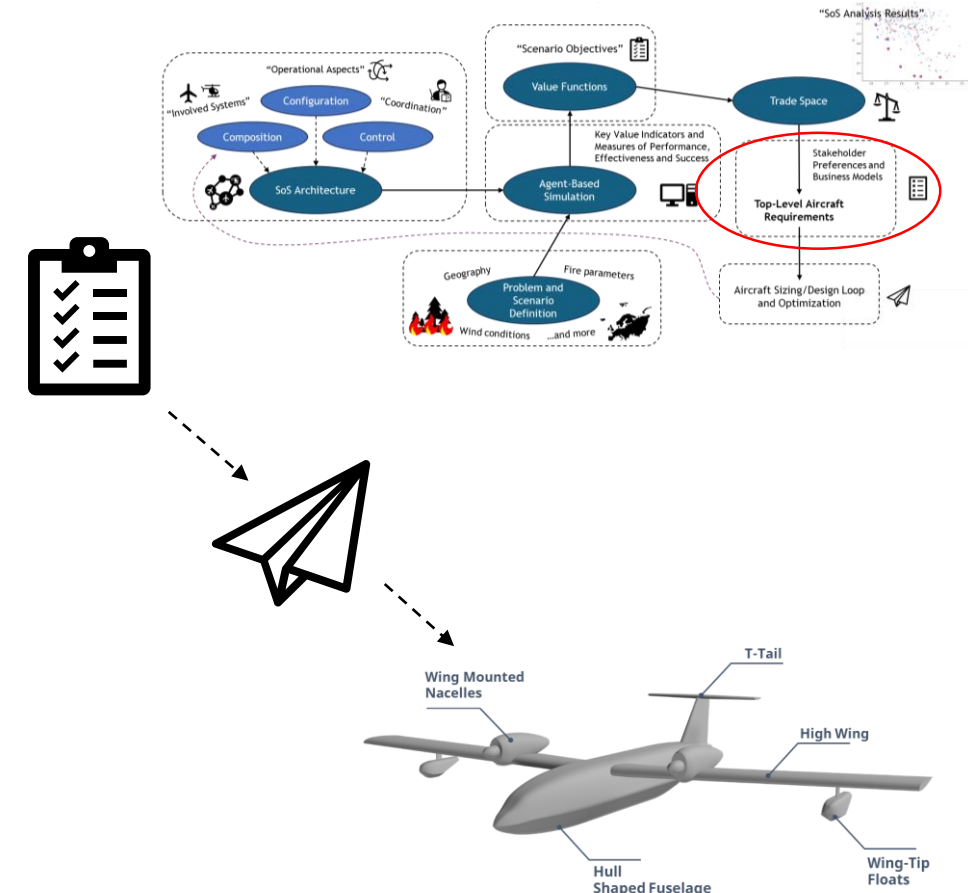 “SoS Analysis Results”
“Scenario Objectives”
Value Functions
Trade Space
“Operational Aspects”
“Involved Systems”
Configuration
“Coordination”
Composition
Control
SoS Architecture
Key Value Indicators and
Measures of Performance,
Effectiveness and Success
Agent-Based
Simulation
Stakeholder
Preferences and
Business Models
Top-Level Aircraft
Requirements
Geography
Fire parameters
Problem and
Scenario
Definition
Wind conditions
...and more
Aircraft Sizing/Design Loop
and Optimization
T-Tail
Wing Mounted
Nacelles
High Wing
Hull
Shaped Fuselage
Wing-Tip
Floats